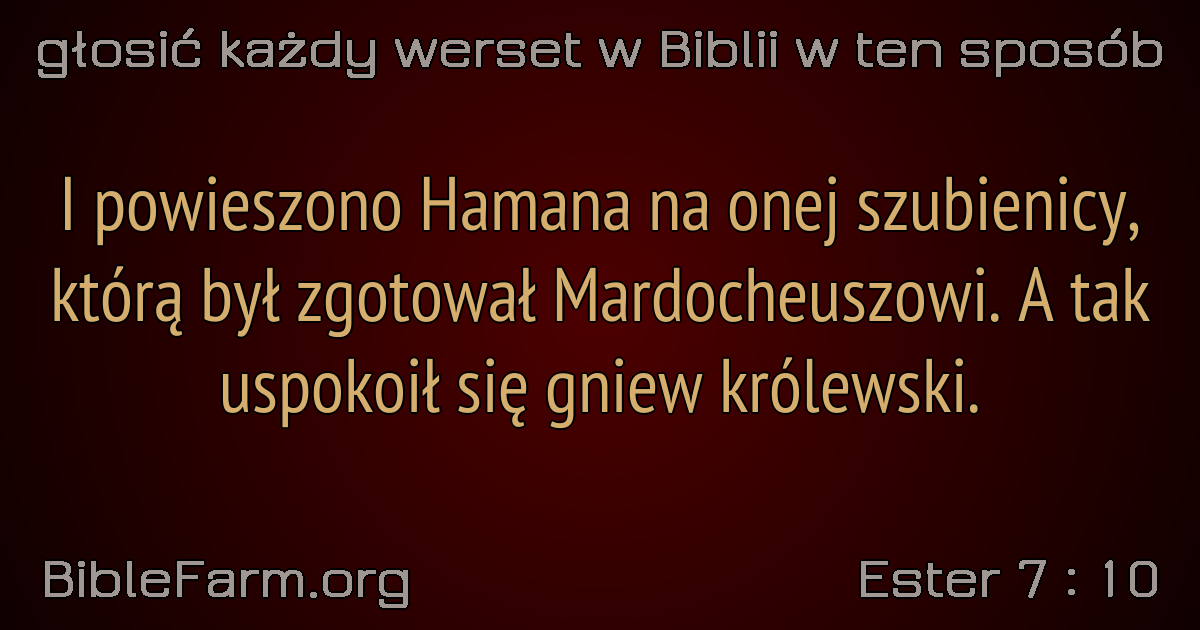 głosić każdy werset w Biblii w ten sposób
I powieszono Hamana na onej szubienicy,
którą był zgotował Mardocheuszowi. A tak
uspokoił się gniew królewski.
BibleFarm.org
Ester 7 : 10